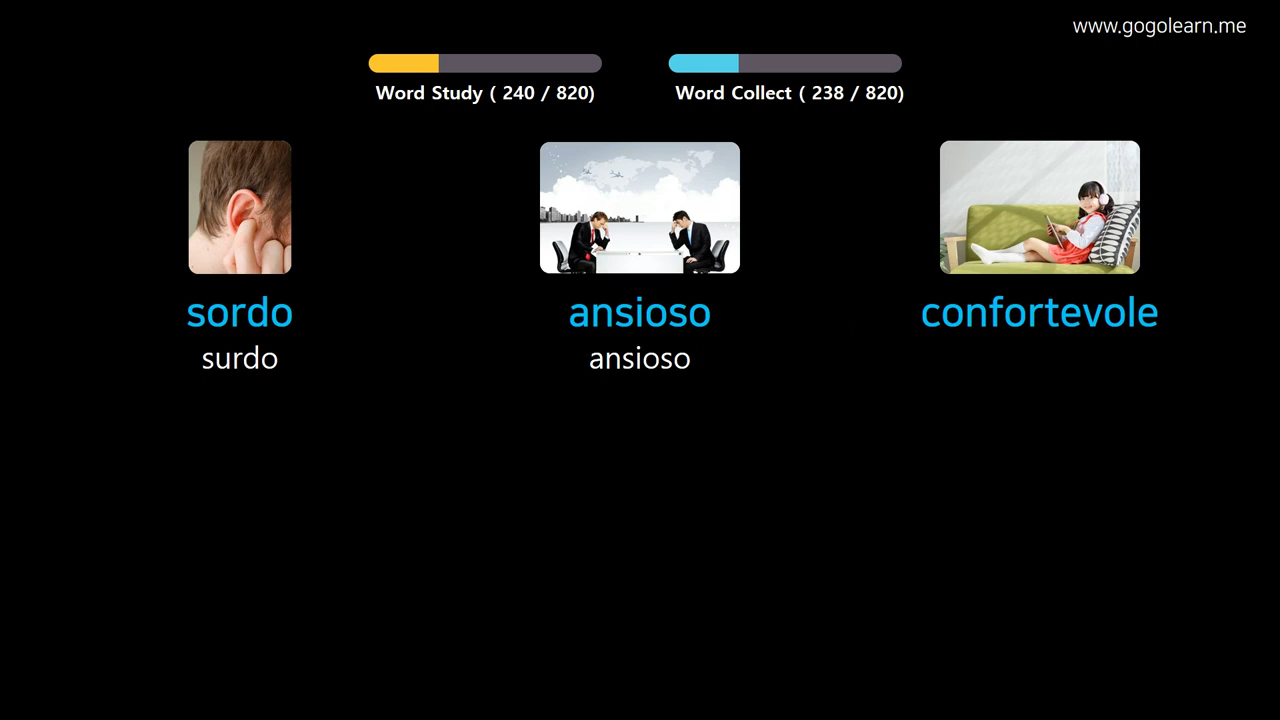 www.gogolearn.me
Word Study ( 240 / 820)
Word Collect ( 238 / 820)
sordo
ansioso
confortevole
surdo
ansioso